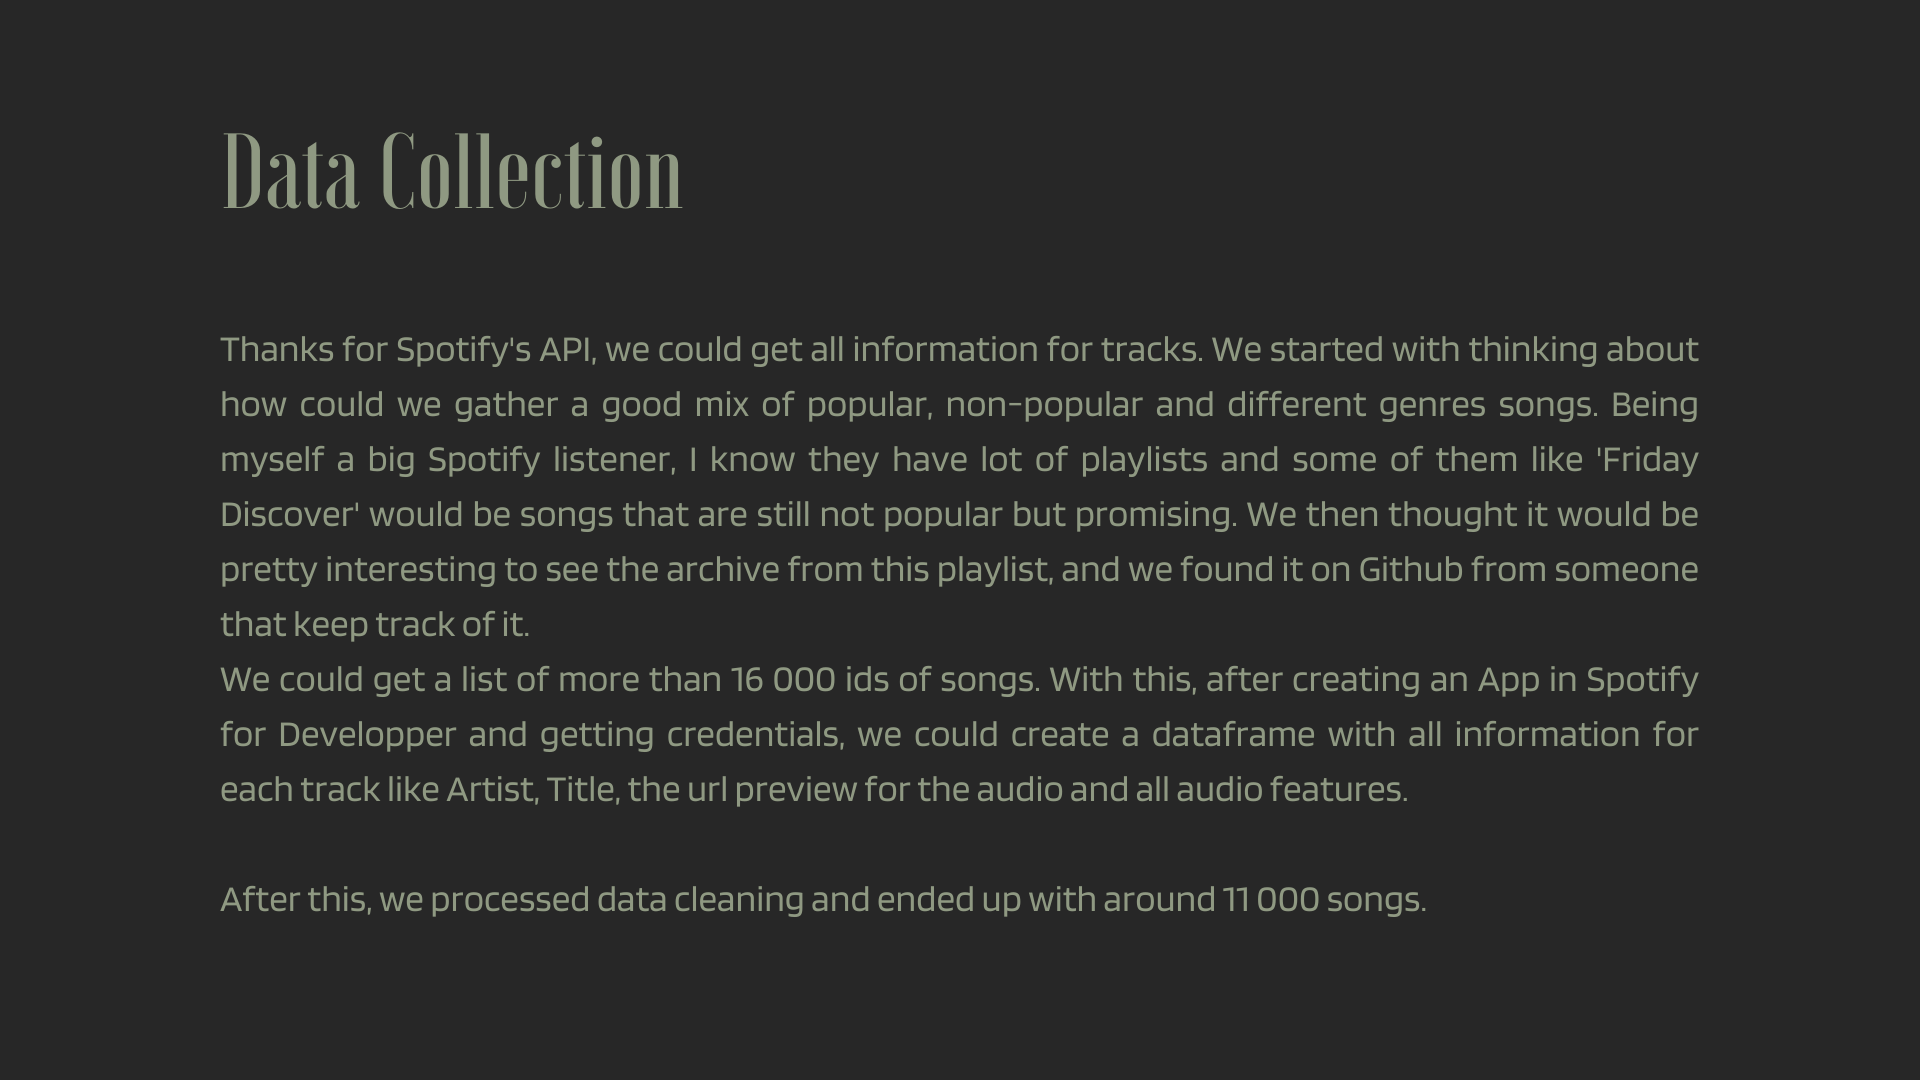 Data Collection
Thanks for Spotify's API, we could get all information for tracks. We started with thinking about
how could we gather a good mix of popular, non-popular and different genres songs. Being
myself a big Spotify listener, I know they have lot of playlists and some of them like 'Friday
Discover' would be songs that are still not popular but promising. We then thought it would be
pretty interesting to see the archive from this playlist, and we found it on Github from someone
that keep track of it.
We could get a list of more than 16 000 ids of songs. With this, after creating an App in Spotify
for Developper and getting credentials, we could create a dataframe with all information for
each track like Artist, Title, the url preview for the audio and all audio features.
After this, we processed data cleaning and ended up with around 11 000 songs.